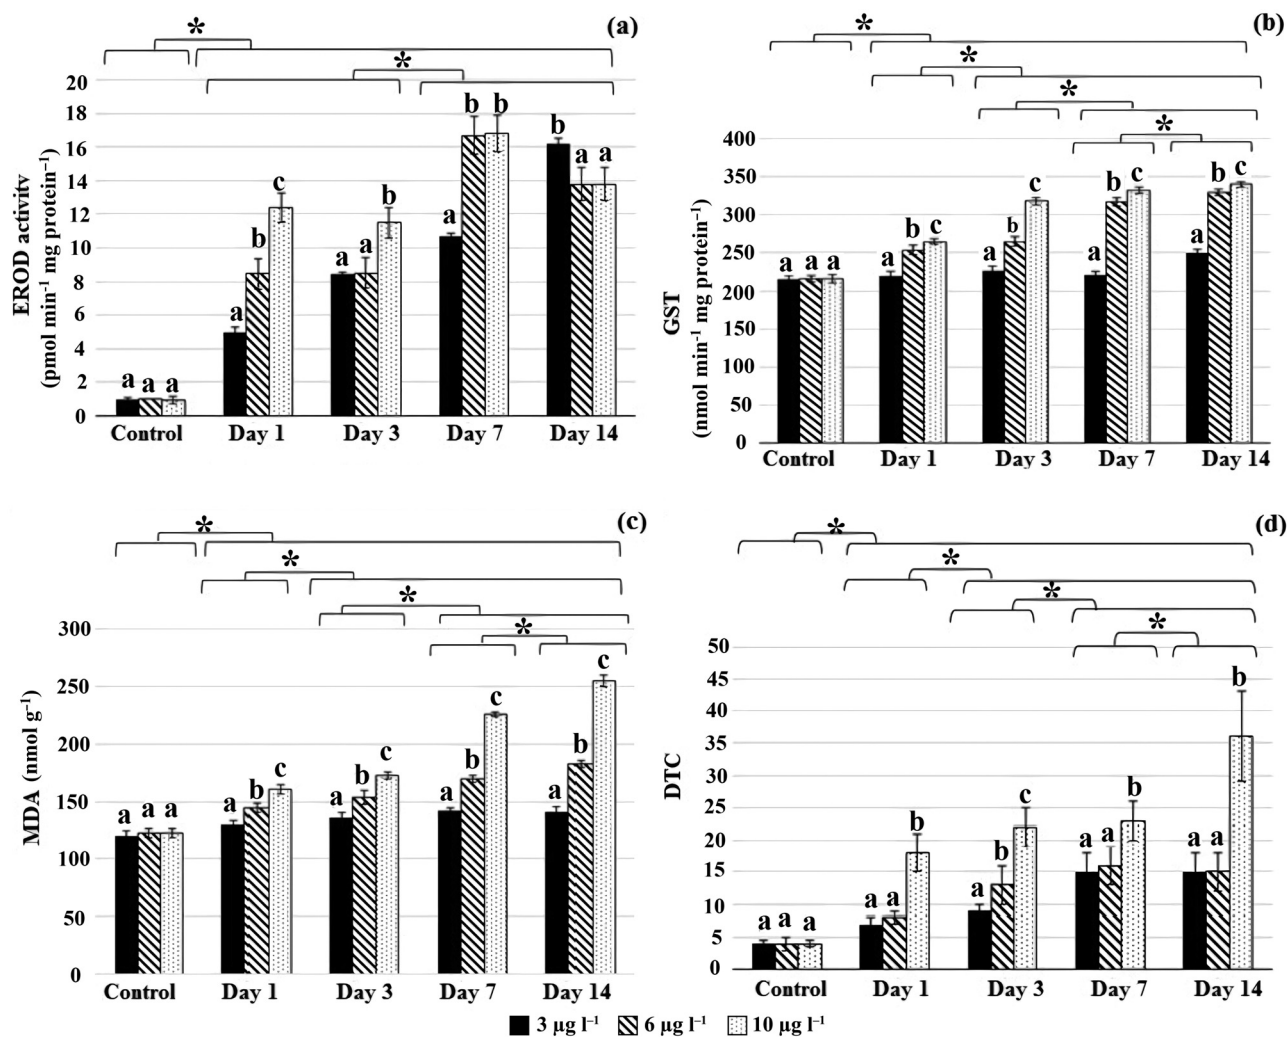 *
(a)
*
20
18
16
14
12
10
8
6
4
2
0
EROD activity
(pmol min⁻¹ mg protein⁻¹)
a a a
a b c
a a b
a b b
b a a
Control Day 1 Day 3 Day 7 Day 14
*
(b)
*
*
*
400
350
300
250
200
150
100
50
0
GST
(nmol min⁻¹ mg protein⁻¹)
a a a
a b c
a b c
a b c
a b c
Control Day 1 Day 3 Day 7 Day 14
*
(c)
*
*
*
300
250
200
150
100
50
0
MDA (nmol g⁻¹)
a a a
a b c
a b c
a b c
a b c
Control Day 1 Day 3 Day 7 Day 14
*
(d)
*
*
*
50
45
40
35
30
25
20
15
10
5
0
DTC
a a a
a a b
a b c
a a b
a a b
Control Day 1 Day 3 Day 7 Day 14
3 µg l⁻¹ 6 µg l⁻¹ 10 µg l⁻¹